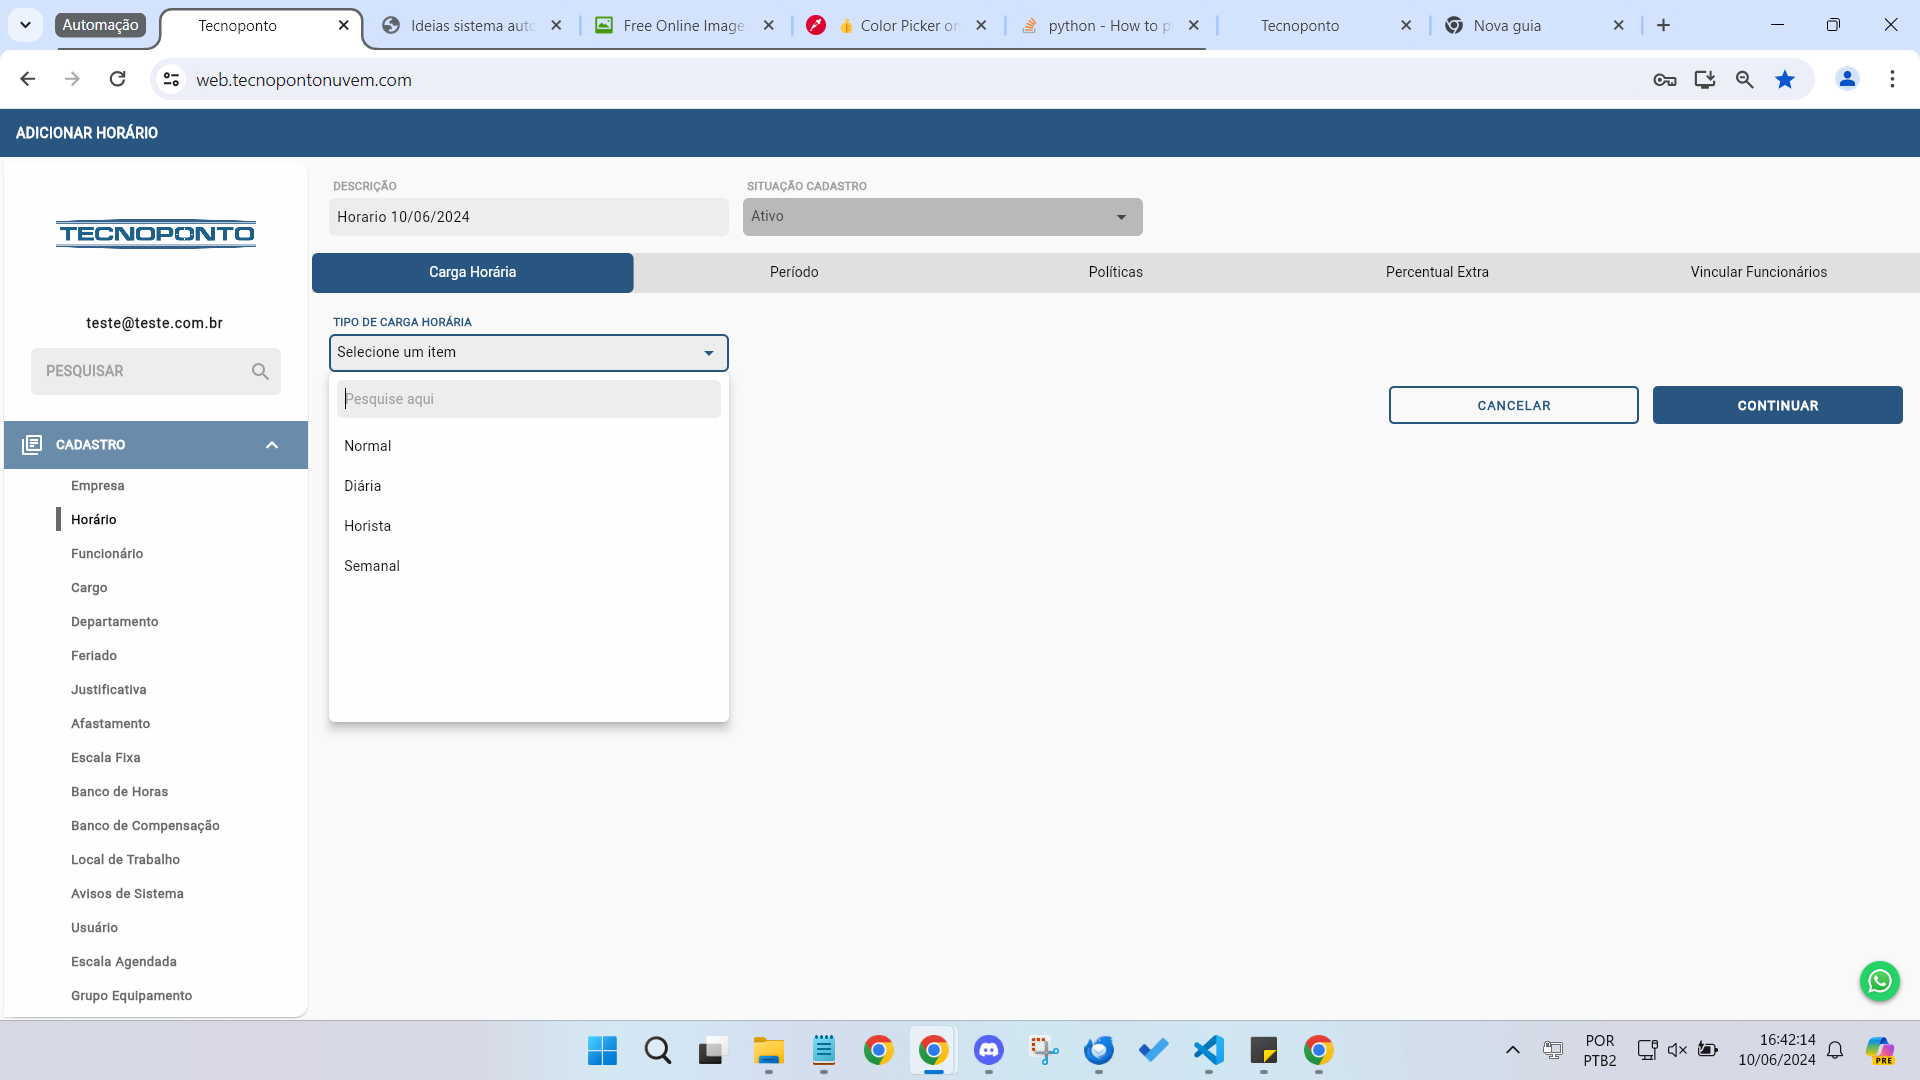 Automação
Tecnoponto
Ideias sistema auto
Free Online Image
👍 Color Picker on
python - How to p
Tecnoponto
Nova guia
web.tecnopontonuvem.com
ADICIONAR HORÁRIO
TECNOPONTO
teste@teste.com.br
PESQUISAR
CADASTRO
Empresa
Horário
Funcionário
Cargo
Departamento
Feriado
Justificativa
Afastamento
Escala Fixa
Banco de Horas
Banco de Compensação
Local de Trabalho
Avisos de Sistema
Usuário
Escala Agendada
Grupo Equipamento
DESCRIÇÃO
Horario 10/06/2024
SITUAÇÃO CADASTRO
Ativo
Carga Horária
Período
Políticas
Percentual Extra
Vincular Funcionários
TIPO DE CARGA HORÁRIA
Selecione um item
Pesquise aqui
Normal
Diária
Horista
Semanal
CANCELAR
CONTINUAR
POR
PTB2
16:42:14
10/06/2024
PRE